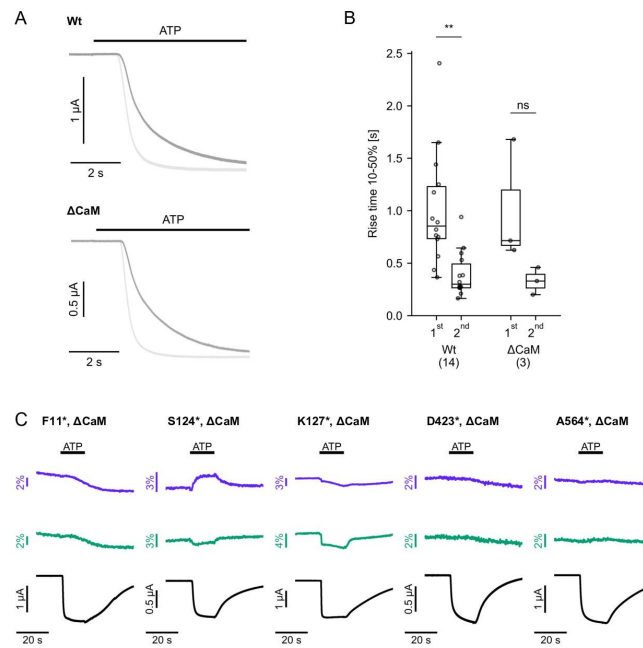 A
Wt
ATP
1 µA
2 s
ΔCaM
ATP
0.5 µA
2 s
B
**
ns
2.5
2.0
1.5
1.0
0.5
0.0
Rise time 10-50% [s]
1st 2nd 1st 2nd
Wt ΔCaM
(14) (3)
C
F11*, ΔCaM S124*, ΔCaM K127*, ΔCaM D423*, ΔCaM A564*, ΔCaM
ATP ATP ATP ATP ATP
2% 3% 3% 2% 2%
2% 3% 4% 2% 2%
1 µA 0.5 µA 1 µA 0.5 µA 1 µA
20 s 20 s 20 s 20 s 20 s